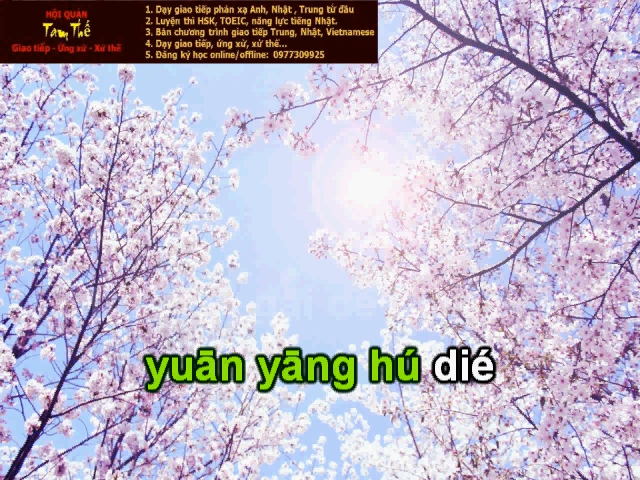 HỘI QUÁN
Tam Thế
Giao tiếp - Ứng xử - Xử thế
1. Dạy giao tiếp phản xạ Anh, Nhật , Trung từ đầu
2. Luyện thi HSK, TOEIC, năng lực tiếng Nhật.
3. Bán chương trình giao tiếp Trung, Nhật, Vietnamese
4. Dạy giao tiếp, ứng xử, xử thế...
5. Đăng ký học online/offline: 0977309925
yuān yāng hú dié